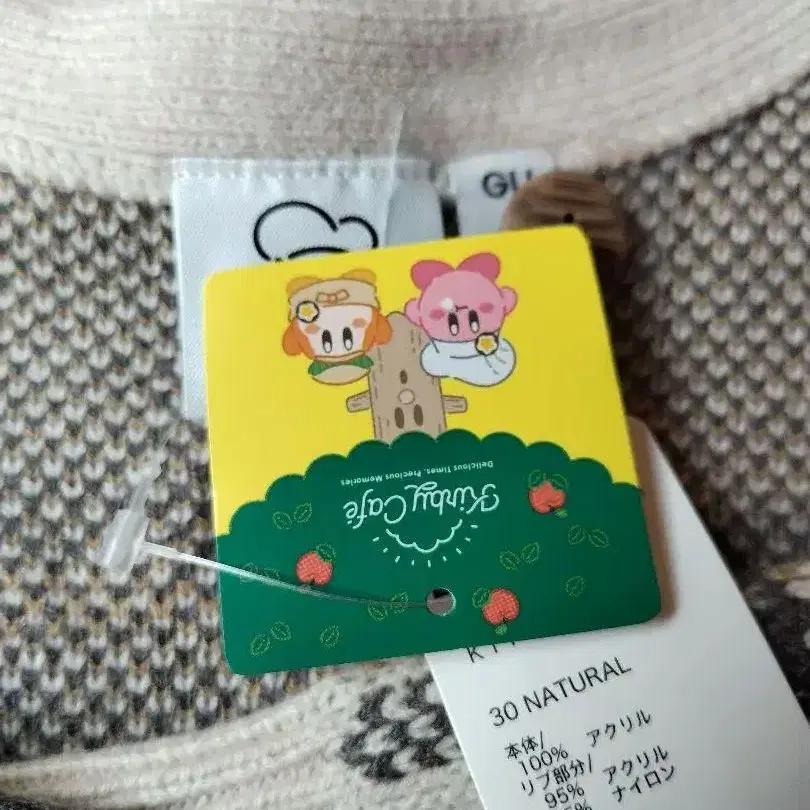 GU
Kirby Café
Delicious Times, Precious Memories
30 NATURAL
本体/
100% アクリル
リブ部分/
95% アクリル
ナイロン